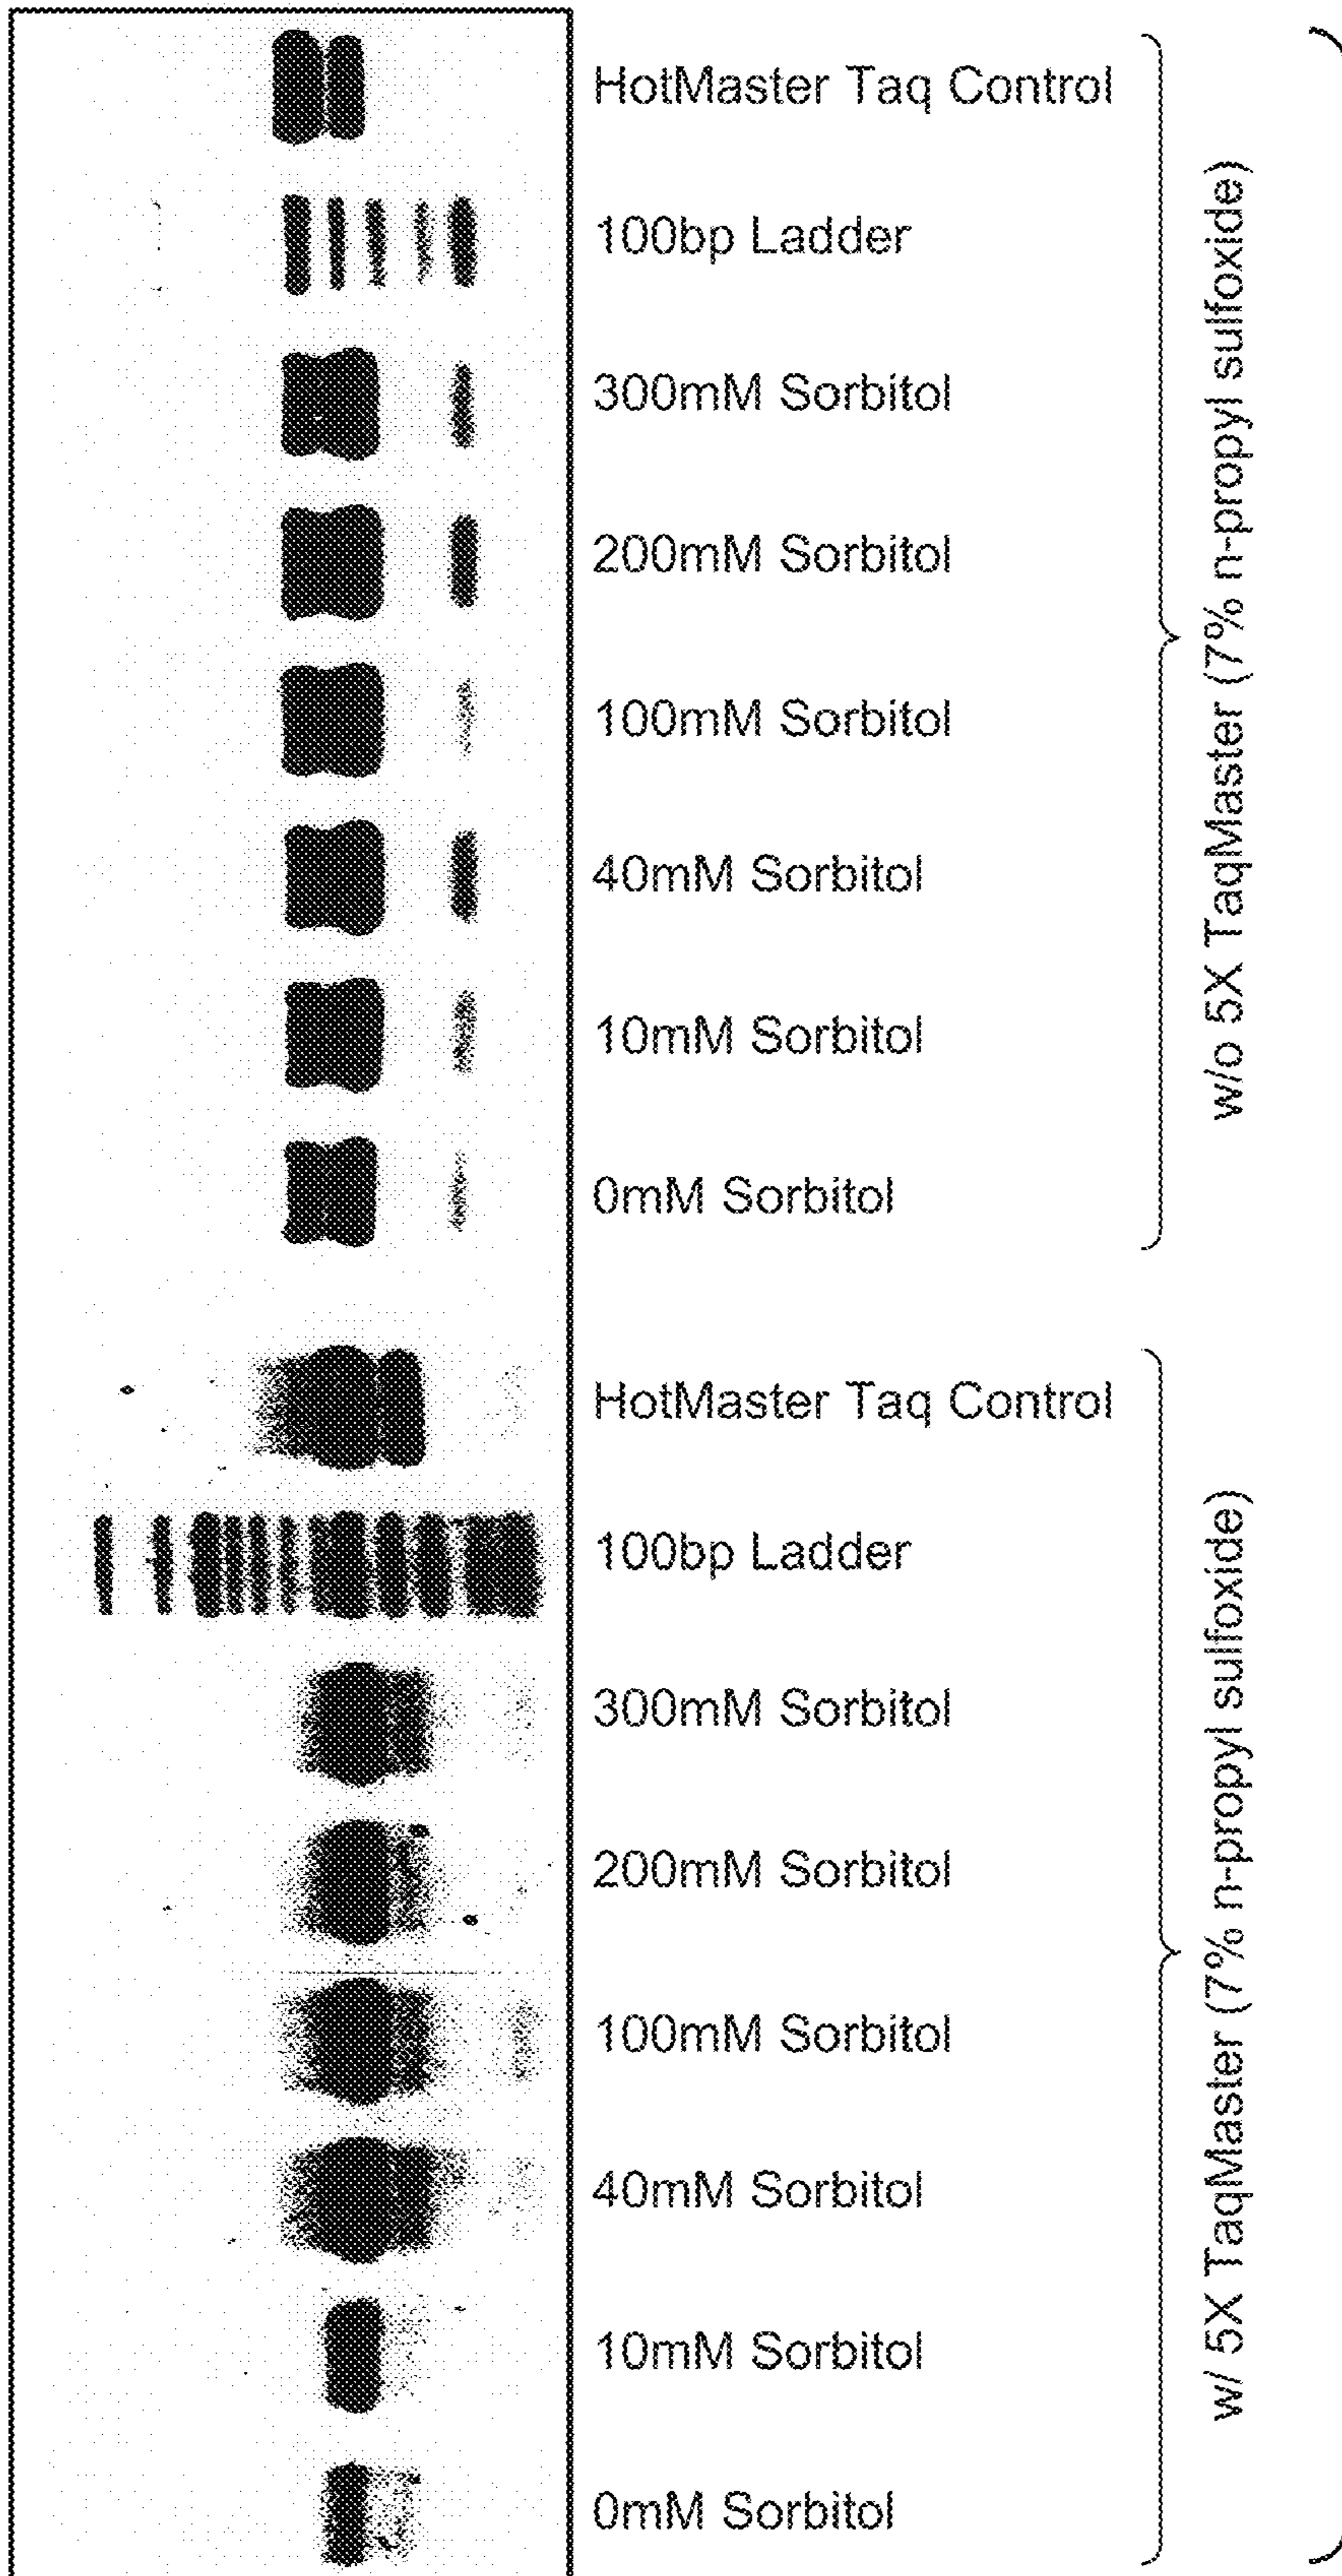 HotMaster Taq Control
100bp Ladder
300mM Sorbitol
200mM Sorbitol
100mM Sorbitol
40mM Sorbitol
10mM Sorbitol
0mM Sorbitol
w/o 5X TaqMaster (7% n-propyl sulfoxide)
HotMaster Taq Control
100bp Ladder
300mM Sorbitol
200mM Sorbitol
100mM Sorbitol
40mM Sorbitol
10mM Sorbitol
0mM Sorbitol
w/ 5X TaqMaster (7% n-propyl sulfoxide)